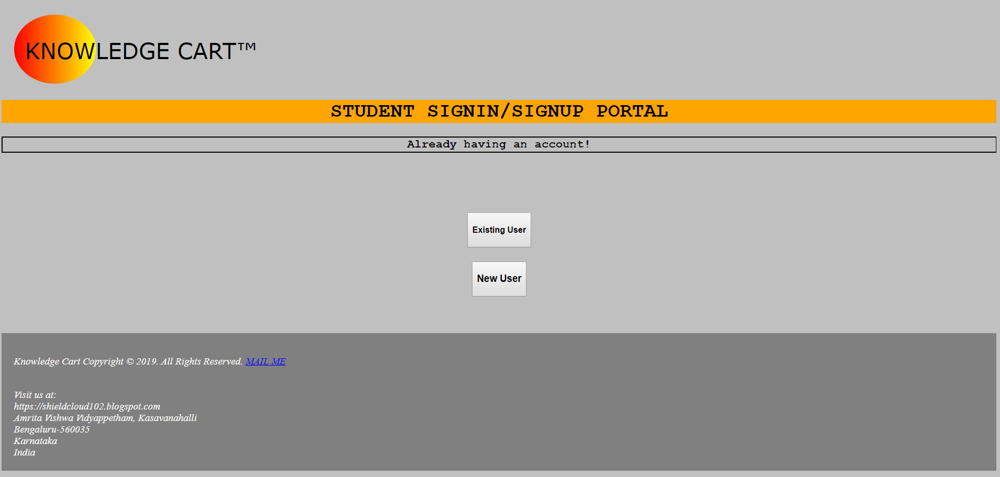 KNOWLEDGE CART™
STUDENT SIGNIN/SIGNUP PORTAL
Already having an account!
Existing User
New User
Knowledge Cart Copyright © 2019. All Rights Reserved. MAIL ME
Visit us at:
https://shieldcloud102.blogspot.com
Amrita Vishwa Vidyappetham, Kasavanahalli
Bengaluru-560035
Karnataka
India